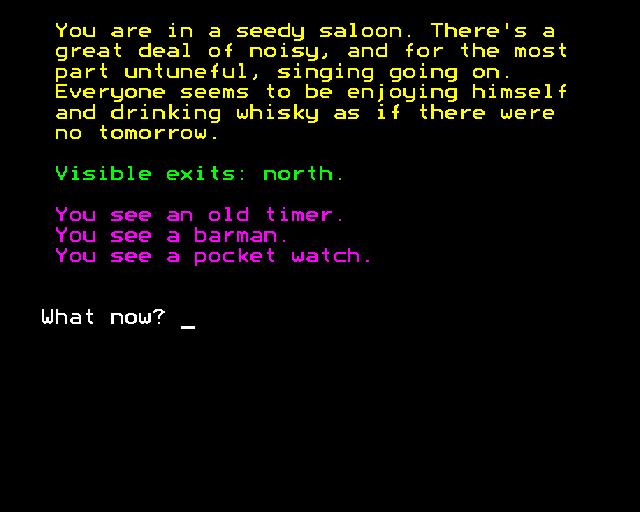 You are in a seedy saloon. There's a
great deal of noisy, and for the most
part untuneful, singing going on.
Everyone seems to be enjoying himself
and drinking whisky as if there were
no tomorrow.
Visible exits: north.
You see an old timer.
You see a barman.
You see a pocket watch.
What now? _